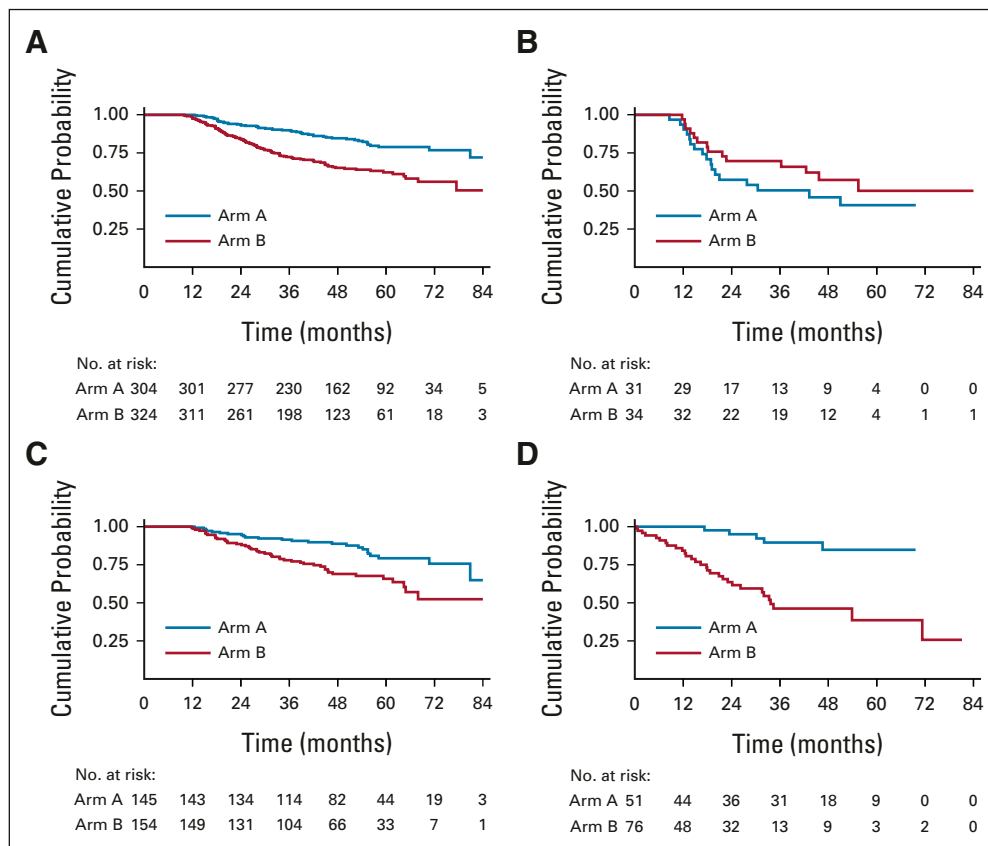 A
Cumulative Probability
1.00
0.75
0.50
0.25
Arm A
Arm B
0 12 24 36 48 60 72 84
Time (months)
No. at risk:
Arm A 304 301 277 230 162 92 34 5
Arm B 324 311 261 198 123 61 18 3
B
Cumulative Probability
1.00
0.75
0.50
0.25
Arm A
Arm B
0 12 24 36 48 60 72 84
Time (months)
No. at risk:
Arm A 31 29 17 13 9 4 0 0
Arm B 34 32 22 19 12 4 1 1
C
Cumulative Probability
1.00
0.75
0.50
0.25
Arm A
Arm B
0 12 24 36 48 60 72 84
Time (months)
No. at risk:
Arm A 145 143 134 114 82 44 19 3
Arm B 154 149 131 104 66 33 7 1
D
Cumulative Probability
1.00
0.75
0.50
0.25
Arm A
Arm B
0 12 24 36 48 60 72 84
Time (months)
No. at risk:
Arm A 51 44 36 31 18 9 0 0
Arm B 76 48 32 13 9 3 2 0